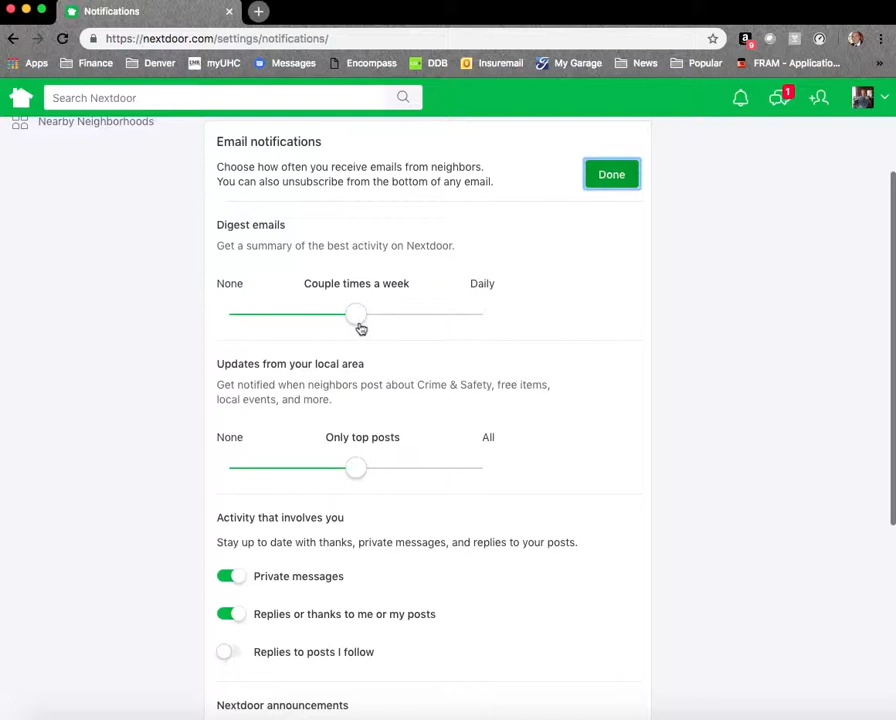 Notifications
https://nextdoor.com/settings/notifications/
9
Apps Finance Denver myUHC Messages Encompass DDB Insuremail My Garage News Popular FRAM - Applicatio... »
Search Nextdoor
1
Nearby Neighborhoods
Email notifications
Choose how often you receive emails from neighbors.
You can also unsubscribe from the bottom of any email.
Done
Digest emails
Get a summary of the best activity on Nextdoor.
None Couple times a week Daily
Updates from your local area
Get notified when neighbors post about Crime & Safety, free items,
local events, and more.
None Only top posts All
Activity that involves you
Stay up to date with thanks, private messages, and replies to your posts.
Private messages
Replies or thanks to me or my posts
Replies to posts I follow
Nextdoor announcements